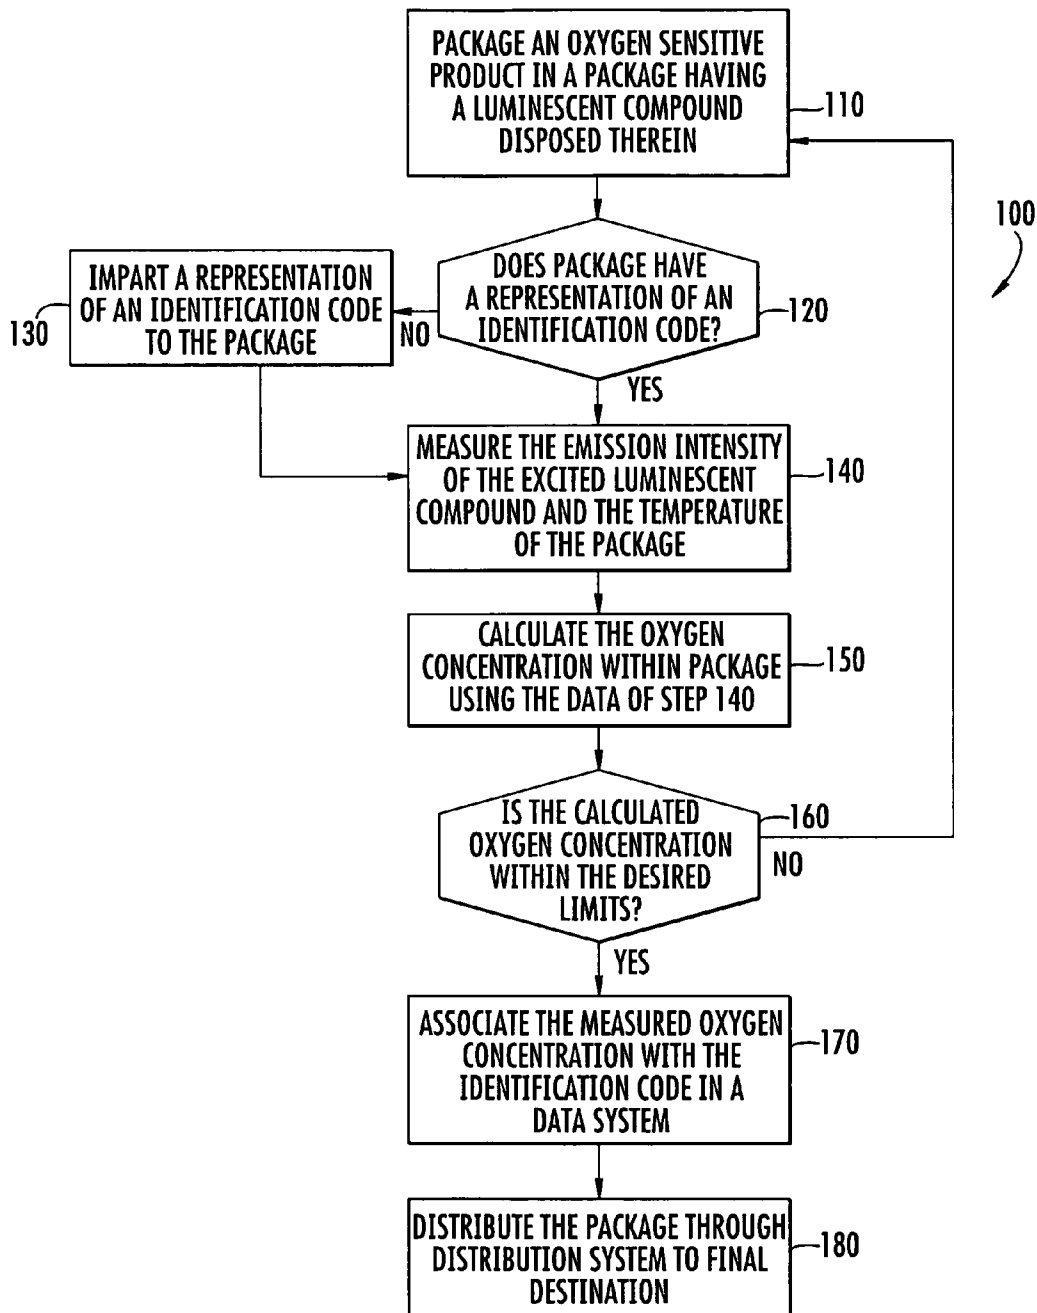 PACKAGE AN OXYGEN SENSITIVE
PRODUCT IN A PACKAGE HAVING
A LUMINESCENT COMPOUND
DISPOSED THEREIN
110
100
DOES PACKAGE HAVE
A REPRESENTATION OF AN
IDENTIFICATION CODE?
120
NO
YES
IMPART A REPRESENTATION
OF AN IDENTIFICATION CODE
TO THE PACKAGE
130
MEASURE THE EMISSION INTENSITY
OF THE EXCITED LUMINESCENT
COMPOUND AND THE TEMPERATURE
OF THE PACKAGE
140
CALCULATE THE OXYGEN
CONCENTRATION WITHIN PACKAGE
USING THE DATA OF STEP 140
150
IS THE CALCULATED
OXYGEN CONCENTRATION
WITHIN THE DESIRED
LIMITS?
160
NO
YES
ASSOCIATE THE MEASURED OXYGEN
CONCENTRATION WITH THE
IDENTIFICATION CODE IN A
DATA SYSTEM
170
DISTRIBUTE THE PACKAGE THROUGH
DISTRIBUTION SYSTEM TO FINAL
DESTINATION
180